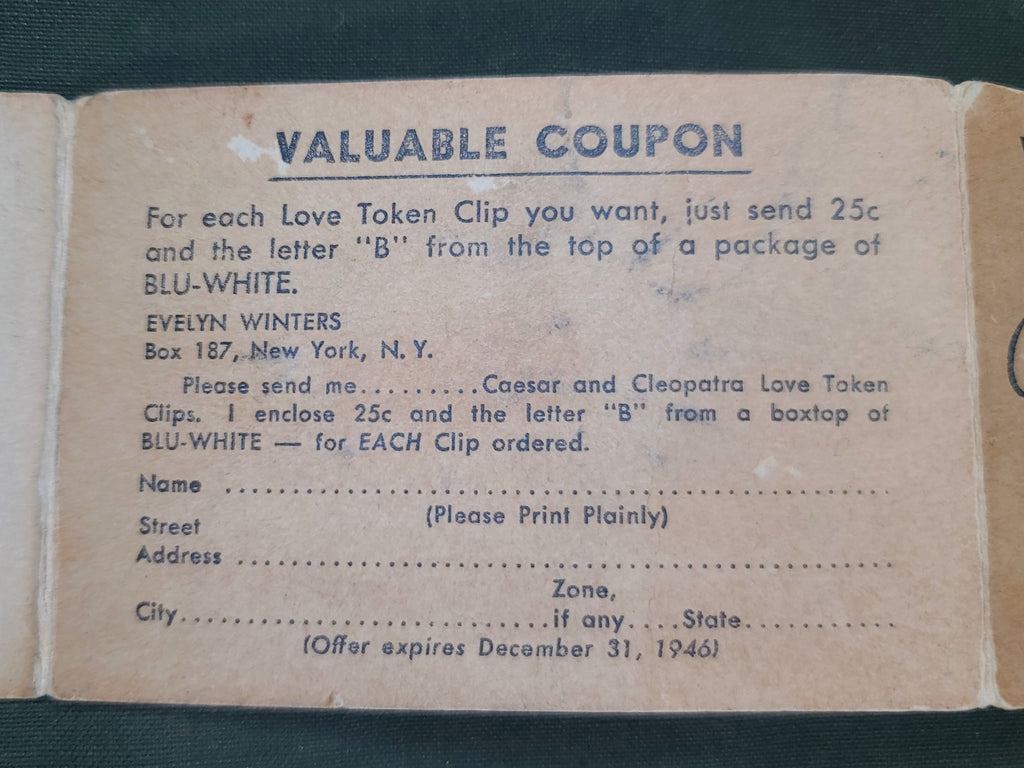 VALUABLE COUPON
For each Love Token Clip you want, just send 25c
and the letter "B" from the top of a package of
BLU-WHITE.
EVELYN WINTERS
Box 187, New York, N. Y.
Please send me..........Caesar and Cleopatra Love Token
Clips. I enclose 25c and the letter "B" from a boxtop of
BLU-WHITE — for EACH Clip ordered.
Name ..................................................
(Please Print Plainly)
Street
Address .................................................
Zone,
City............................if any....State............
(Offer expires December 31, 1946)